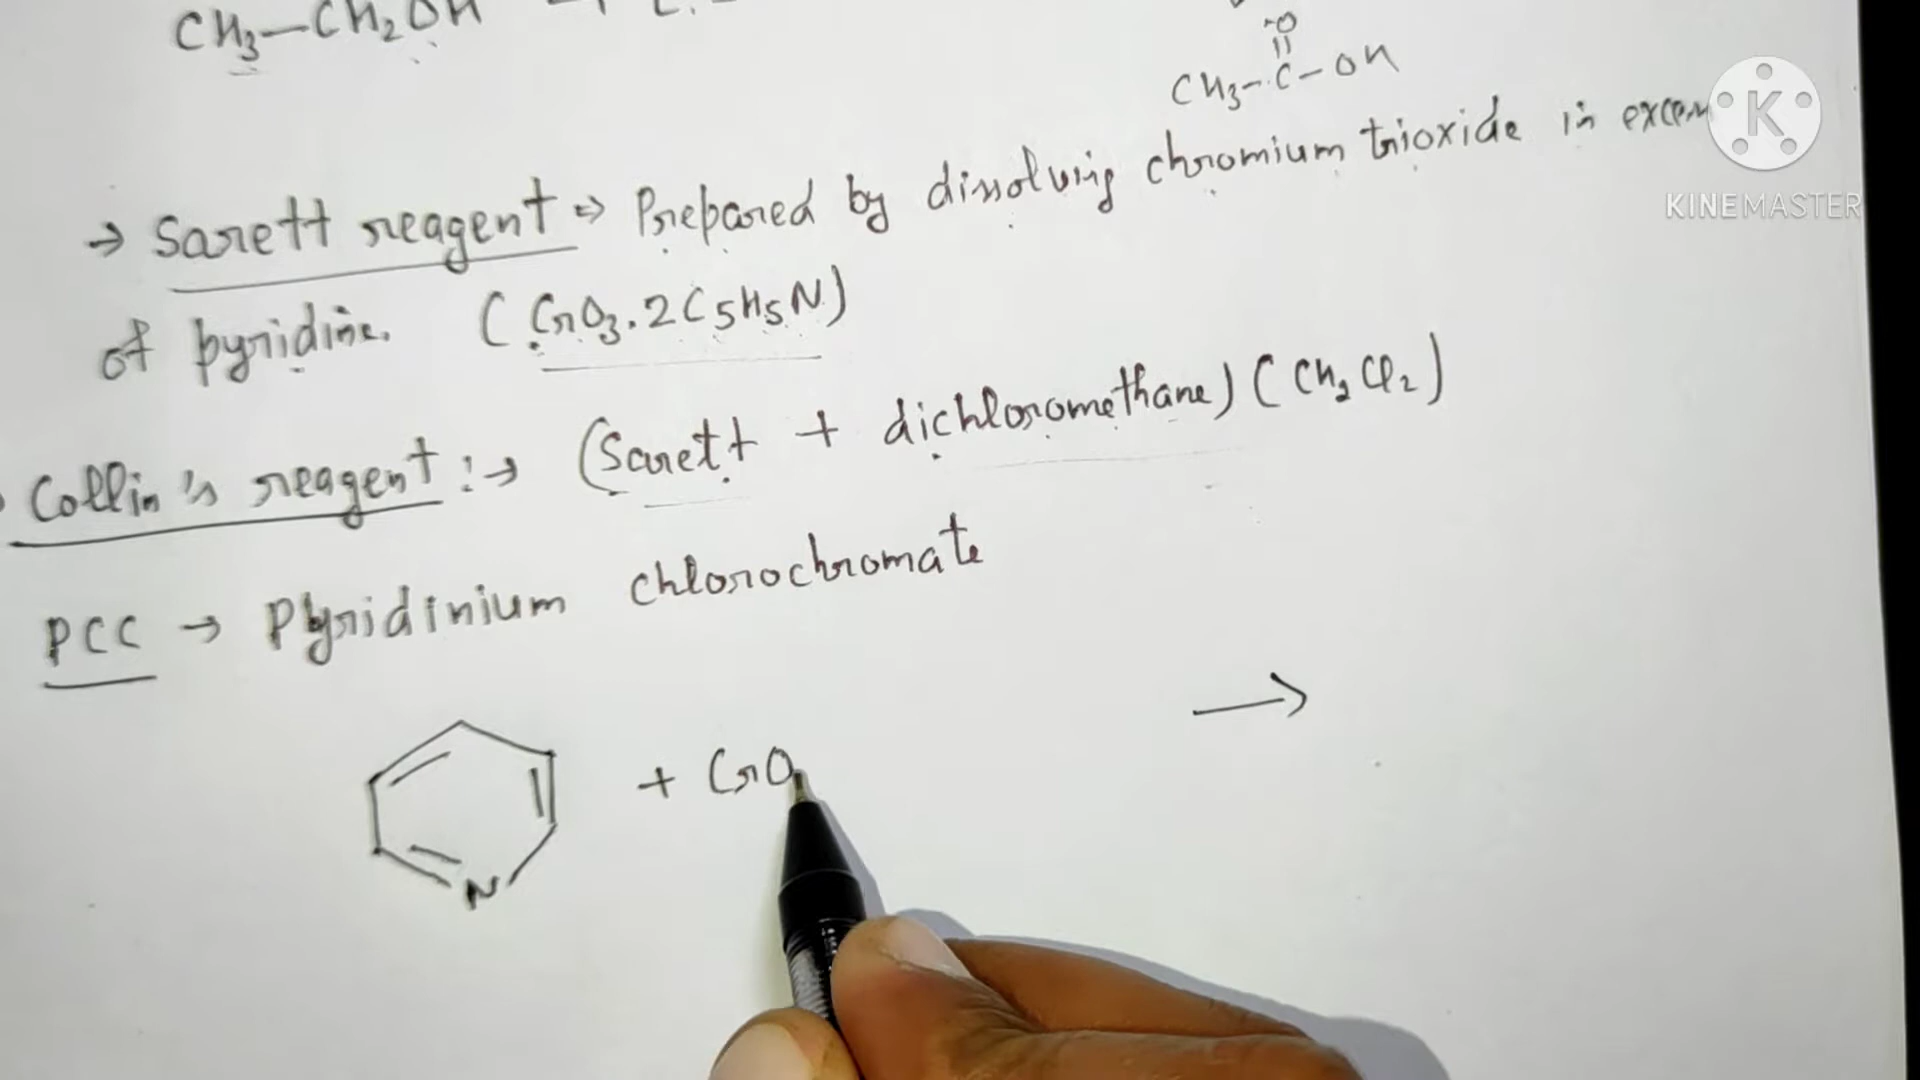 CH3-CH2OH
O
CH3-C-OH
→ Sarett reagent ⇒ Prepared by dissolving chromium trioxide in excess
of pyridine. (CrO3.2C5H5N)
Collin's reagent :→ (Sarett + dichloromethane) (CH2Cl2)
PCC → Pyridinium chlorochromate
→
+ CrO
N
K
KINEMASTER